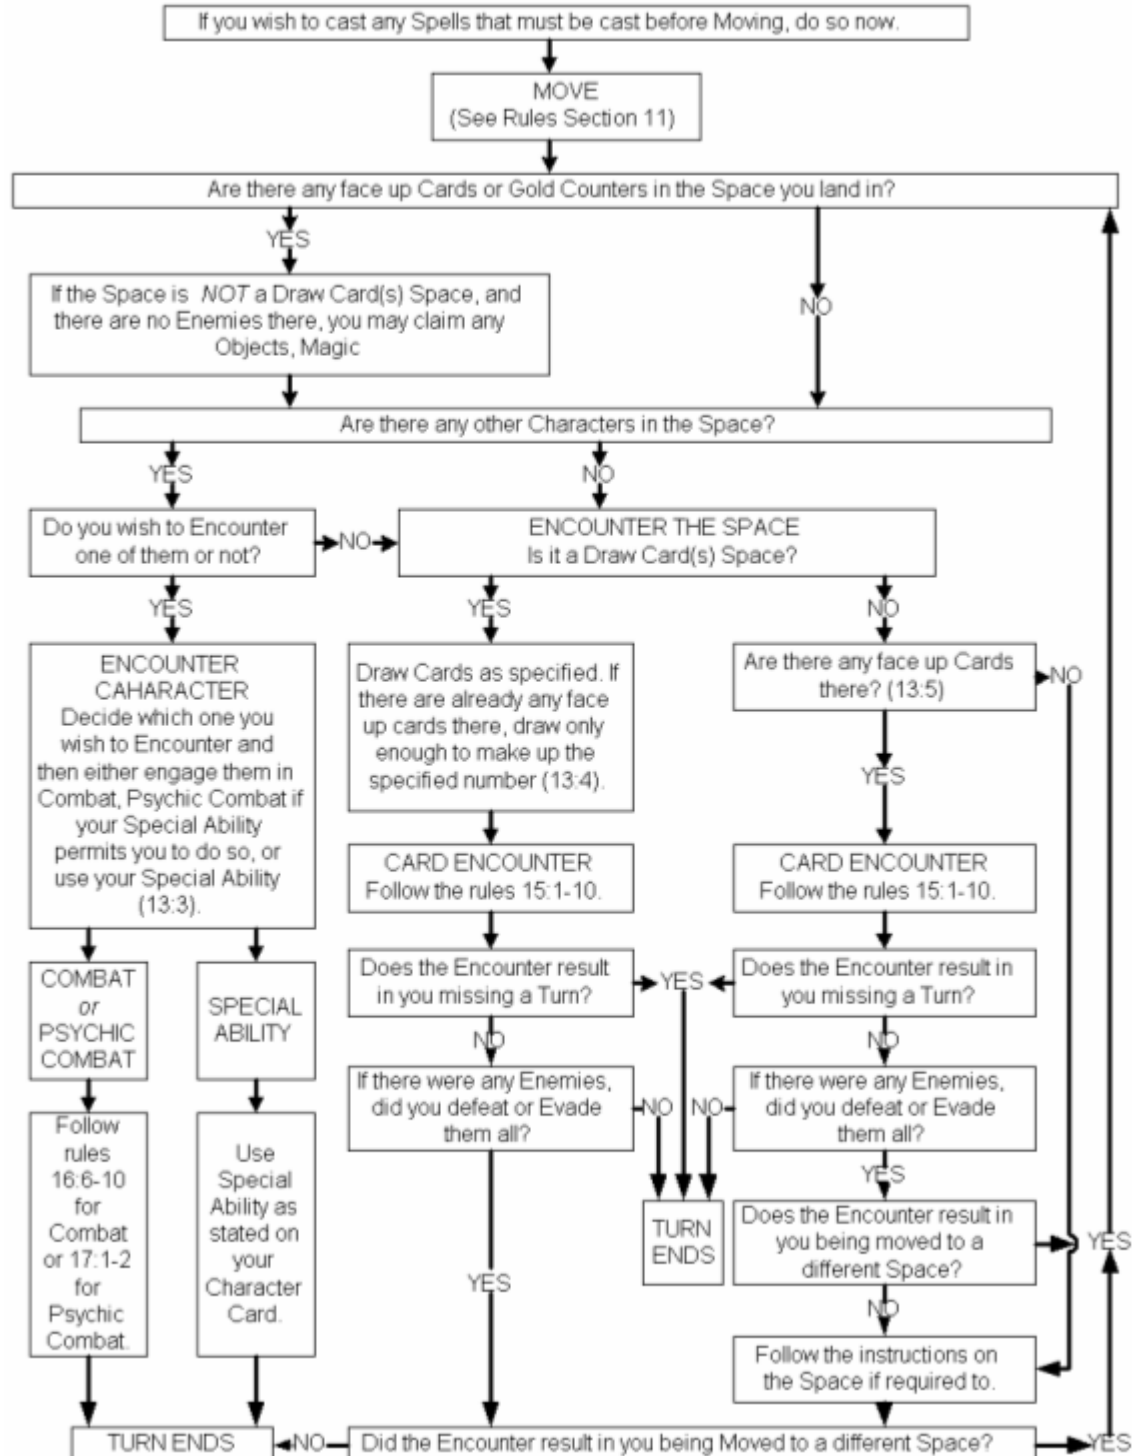 If you wish to cast any Spells that must be cast before Moving, do so now.
MOVE
(See Rules Section 11)
Are there any face up Cards or Gold Counters in the Space you land in?
YES
NO
If the Space is NOT a Draw Card(s) Space, and
there are no Enemies there, you may claim any
Objects, Magic
Are there any other Characters in the Space?
YES
NO
Do you wish to Encounter
one of them or not?
NO
ENCOUNTER THE SPACE
Is it a Draw Card(s) Space?
YES
YES
NO
ENCOUNTER
CAHARACTER
Decide which one you
wish to Encounter and
then either engage them in
Combat, Psychic Combat if
your Special Ability
permits you to do so, or
use your Special Ability
(13:3).
Draw Cards as specified. If
there are already any face
up cards there, draw only
enough to make up the
specified number (13:4).
Are there any face up Cards
there? (13:5)
NO
YES
CARD ENCOUNTER
Follow the rules 15:1-10.
CARD ENCOUNTER
Follow the rules 15:1-10.
COMBAT
or
PSYCHIC
COMBAT
SPECIAL
ABILITY
Does the Encounter result
in you missing a Turn?
YES
Does the Encounter result in
you missing a Turn?
NO
NO
If there were any Enemies,
did you defeat or Evade
them all?
NO
NO
If there were any Enemies,
did you defeat or Evade
them all?
YES
Follow
rules
16:6-10
for
Combat
or 17:1-2
for
Psychic
Combat.
Use
Special
Ability as
stated on
your
Character
Card.
YES
TURN
ENDS
Does the Encounter result in
you being moved to a
different Space?
YES
NO
Follow the instructions on
the Space if required to.
TURN ENDS
NO
Did the Encounter result in you being Moved to a different Space?
YES